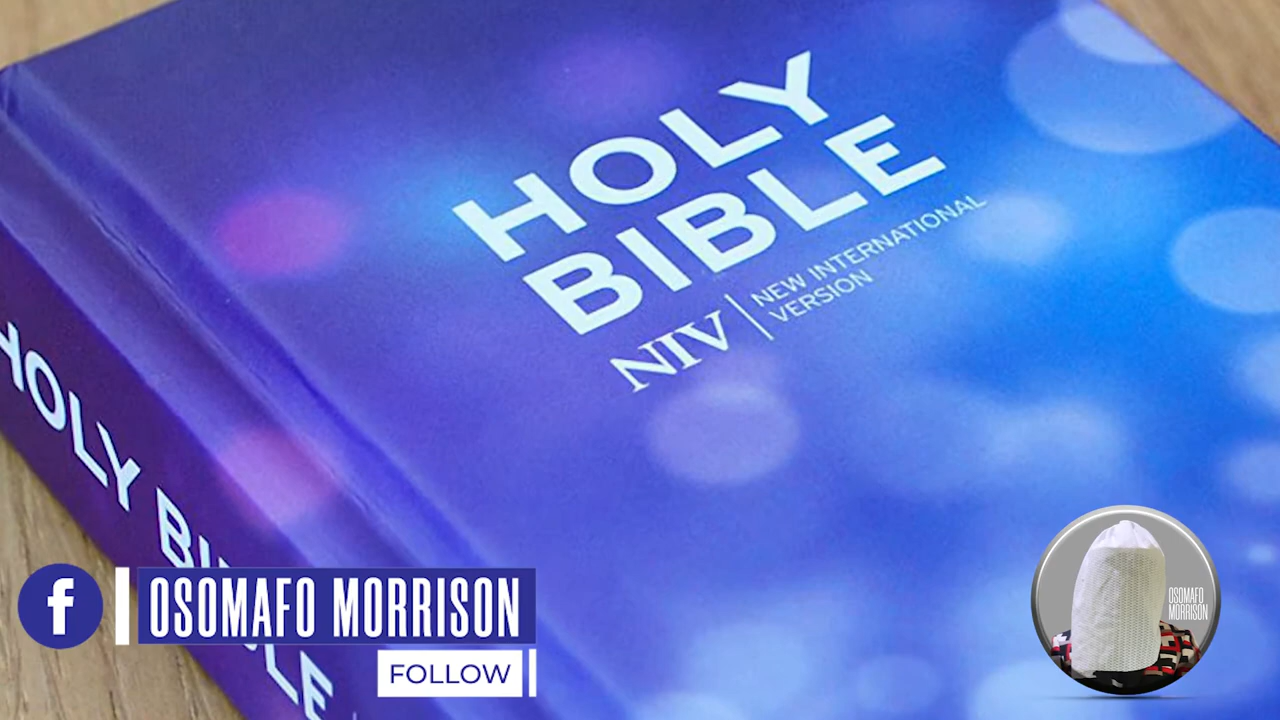 HOLY
BIBLE
NIV
NEW INTERNATIONAL
VERSION
HOLY BIBLE
f
OSOMAFO MORRISON
FOLLOW
OSOMAFO
MORRISON